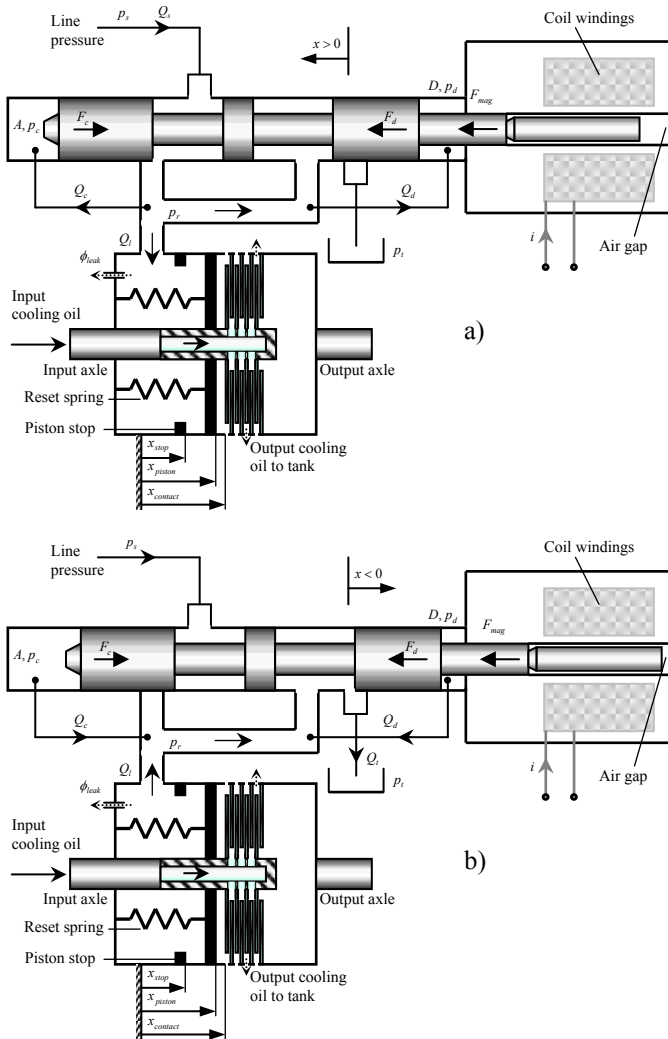 Line
pressure
p_s
Q_s
x > 0
Coil windings
D, p_d
F_mag
A, p_c
F_c
F_d
Q_c
p_r
Q_d
Q_l
ϕ_leak
p_t
i
Air gap
Input
cooling oil
a)
Input axle
Output axle
Reset spring
Piston stop
x_stop
Output cooling
oil to tank
x_piston
x_contact
Line
pressure
p_s
x < 0
Coil windings
D, p_d
F_mag
A, p_c
F_c
F_d
Q_c
p_r
Q_d
Q_l
Q_t
ϕ_leak
p_t
i
Air gap
Input
cooling oil
b)
Input axle
Output axle
Reset spring
Piston stop
x_stop
Output cooling
oil to tank
x_piston
x_contact